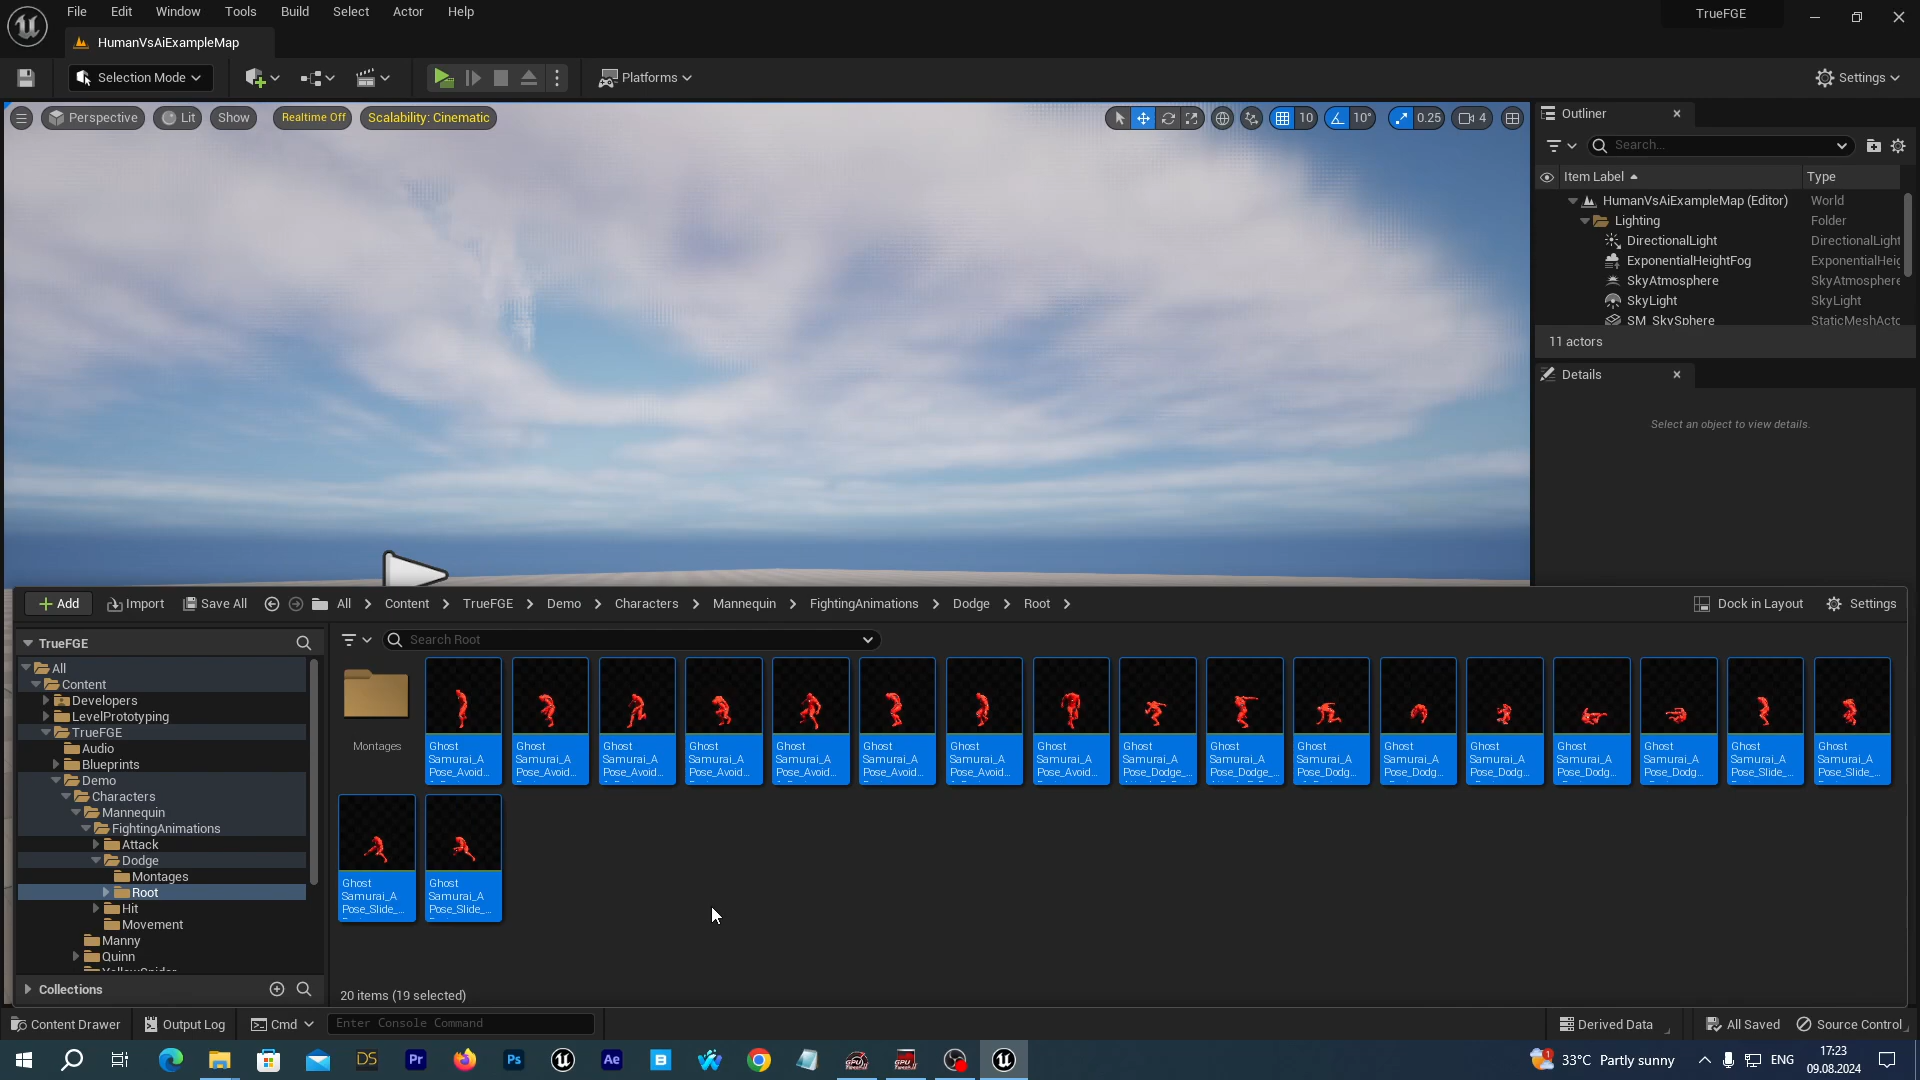 File Edit Window Tools Build Select Actor Help
TrueFGE
HumanVsAiExampleMap
Selection Mode
Platforms
Settings
Perspective Lit Show Realtime Off Scalability: Cinematic
10 10° 0.25 4
Outliner
Search...
Item Label Type
HumanVsAiExampleMap (Editor) World
Lighting Folder
DirectionalLight DirectionalLight
ExponentialHeightFog ExponentialHeig
SkyAtmosphere SkyAtmosphere
SkyLight SkyLight
SM_SkySphere StaticMeshActo
11 actors
Details
Select an object to view details.
Add Import Save All All Content TrueFGE Demo Characters Mannequin FightingAnimations Dodge Root Dock in Layout Settings
TrueFGE
Search Root
All
Content
Developers
LevelPrototyping
TrueFGE
Audio
Blueprints
Demo
Characters
Mannequin
FightingAnimations
Attack
Dodge
Montages
Root
Hit
Movement
Manny
Quinn
Collections
Montages
Ghost Ghost Ghost Ghost Ghost Ghost Ghost Ghost Ghost Ghost Ghost Ghost Ghost Ghost Ghost Ghost Ghost
Samurai_A Samurai_A Samurai_A Samurai_A Samurai_A Samurai_A Samurai_A Samurai_A Samurai_A Samurai_A Samurai_A Samurai_A Samurai_A Samurai_A Samurai_A Samurai_A Samurai_A
Pose_Avoid... Pose_Avoid... Pose_Avoid... Pose_Avoid... Pose_Avoid... Pose_Avoid... Pose_Avoid... Pose_Avoid... Pose_Dodge_... Pose_Dodge_... Pose_Dodg... Pose_Dodg... Pose_Dodg... Pose_Dodg... Pose_Dodg... Pose_Slide_... Pose_Slide_...
Ghost Ghost
Samurai_A Samurai_A
Pose_Slide_... Pose_Slide_...
20 items (19 selected)
Content Drawer Output Log Cmd Enter Console Command Derived Data All Saved Source Control
DS Pr Ps Ae
1 33°C Partly sunny ENG
17:23
09.08.2024